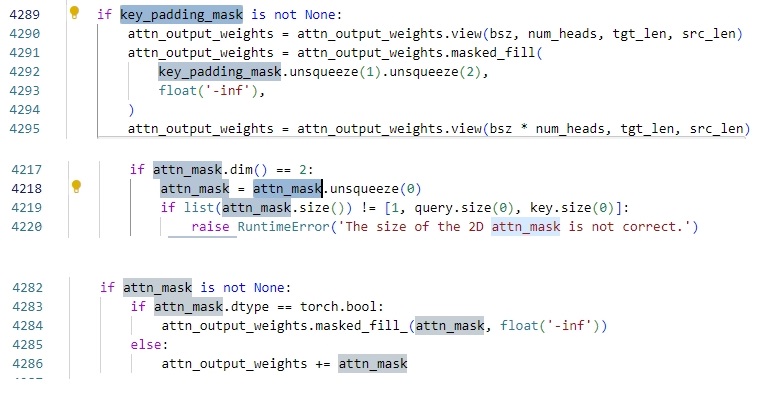 4289 if key_padding_mask is not None:
4290 attn_output_weights = attn_output_weights.view(bsz, num_heads, tgt_len, src_len)
4291 attn_output_weights = attn_output_weights.masked_fill(
4292 key_padding_mask.unsqueeze(1).unsqueeze(2),
4293 float('-inf'),
4294 )
4295 attn_output_weights = attn_output_weights.view(bsz * num_heads, tgt_len, src_len)
4217 if attn_mask.dim() == 2:
4218 attn_mask = attn_mask.unsqueeze(0)
4219 if list(attn_mask.size()) != [1, query.size(0), key.size(0)]:
4220 raise RuntimeError('The size of the 2D attn_mask is not correct.')
4282 if attn_mask is not None:
4283 if attn_mask.dtype == torch.bool:
4284 attn_output_weights.masked_fill_(attn_mask, float('-inf'))
4285 else:
4286 attn_output_weights += attn_mask